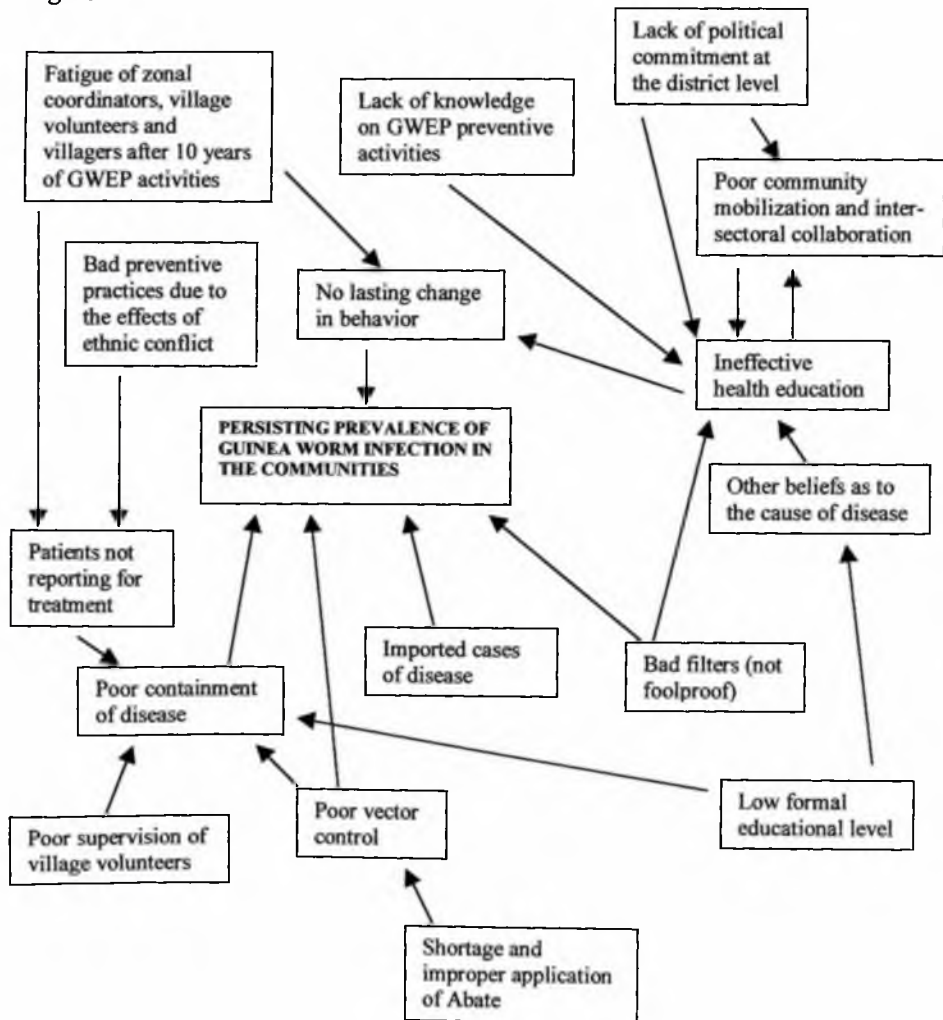 Lack of political
commitment at
the district level
Fatigue of zonal
coordinators, village
volunteers and
villagers after 10 years
of GWEP activities
Lack of knowledge
on GWEP preventive
activities
Poor community
mobilization and inter-
sectoral collaboration
Bad preventive
practices due to
the effects of
ethnic conflict
No lasting change
in behavior
Ineffective
health education
PERSISTING PREVALENCE OF
GUINEA WORM INFECTION IN
THE COMMUNITIES
Other beliefs as to
the cause of disease
Patients not
reporting for
treatment
Imported cases
of disease
Bad filters (not
foolproof)
Poor containment
of disease
Poor supervision of
village volunteers
Poor vector
control
Low formal
educational level
Shortage and
improper application
of Abate